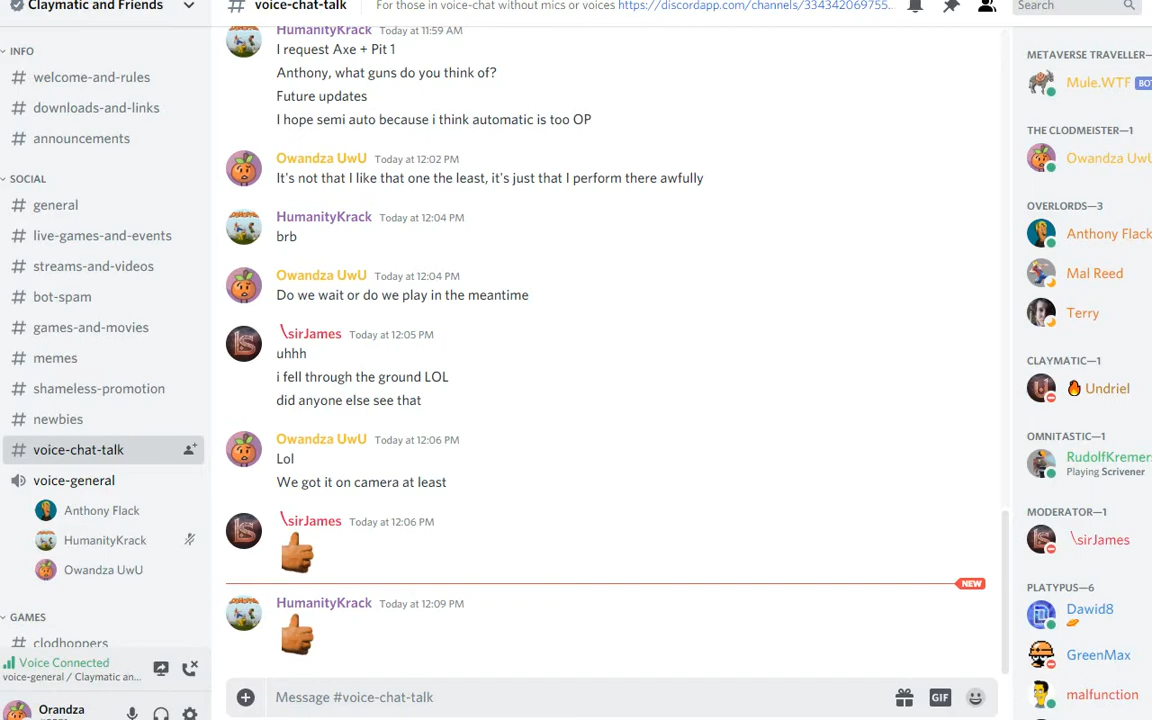 Claymatic and Friends
INFO
# welcome-and-rules
# downloads-and-links
# announcements
SOCIAL
# general
# live-games-and-events
# streams-and-videos
# bot-spam
# games-and-movies
# memes
# shameless-promotion
# newbies
# voice-chat-talk
voice-general
Anthony Flack
HumanityKrack
Owandza UwU
GAMES
# clodhoppers
Voice Connected
voice-general / Claymatic an...
Orandza
# voice-chat-talk
For those in voice-chat without mics or voices https://discordapp.com/channels/334342069755...
Search
HumanityKrack Today at 11:59 AM
I request Axe + Pit 1
Anthony, what guns do you think of?
Future updates
I hope semi auto because i think automatic is too OP
Owandza UwU Today at 12:02 PM
It's not that I like that one the least, it's just that I perform there awfully
HumanityKrack Today at 12:04 PM
brb
Owandza UwU Today at 12:04 PM
Do we wait or do we play in the meantime
\sirJames Today at 12:05 PM
uhhh
i fell through the ground LOL
did anyone else see that
Owandza UwU Today at 12:06 PM
Lol
We got it on camera at least
\sirJames Today at 12:06 PM
NEW
HumanityKrack Today at 12:09 PM
Message #voice-chat-talk
GIF
METAVERSE TRAVELLER—
Mule.WTF BOT
THE CLODMEISTER—1
Owandza UwU
OVERLORDS—3
Anthony Flack
Mal Reed
Terry
CLAYMATIC—1
Undriel
OMNITASTIC—1
RudolfKremers
Playing Scrivener
MODERATOR—1
\sirJames
PLATYPUS—6
Dawid8
GreenMax
malfunction